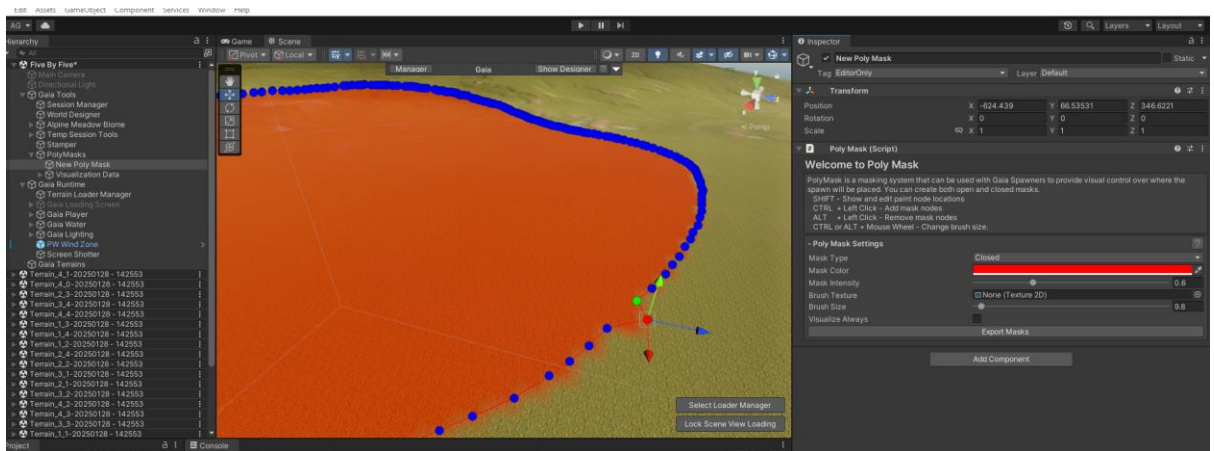 Edit Assets GameObject Component Services Window Help
AG
Layers
Layout
Hierarchy
All
Five By Five*
Main Camera
Directional Light
Gaia Tools
Session Manager
World Designer
Alpine Meadow Biome
Temp Session Tools
Stamper
PolyMasks
New Poly Mask
Visualization Data
Gaia Runtime
Terrain Loader Manager
Gaia Loading Screen
Gaia Player
Gaia Water
Gaia Lighting
PW Wind Zone
Screen Shotter
Gaia Terrains
Terrain_4_1-20250128 - 142553
Terrain_4_0-20250128 - 142553
Terrain_2_3-20250128 - 142553
Terrain_3_4-20250128 - 142553
Terrain_4_4-20250128 - 142553
Terrain_1_3-20250128 - 142553
Terrain_1_4-20250128 - 142553
Terrain_1_2-20250128 - 142553
Terrain_2_4-20250128 - 142553
Terrain_2_2-20250128 - 142553
Terrain_3_1-20250128 - 142553
Terrain_2_1-20250128 - 142553
Terrain_3_2-20250128 - 142553
Terrain_4_2-20250128 - 142553
Terrain_4_3-20250128 - 142553
Terrain_3_3-20250128 - 142553
Terrain_1_1-20250128 - 142553
Project
Console
Game
Scene
Pivot
Local
2D
Manager Gaia Show Designer
Persp
Select Loader Manager
Lock Scene View Loading
Inspector
New Poly Mask
Static
Tag EditorOnly Layer Default
Transform
Position X -624.439 Y 66.53531 Z 346.6221
Rotation X 0 Y 0 Z 0
Scale X 1 Y 1 Z 1
Poly Mask (Script)
Welcome to Poly Mask
PolyMask is a masking system that can be used with Gaia Spawners to provide visual control over where the
spawn will be placed. You can create both open and closed masks.
SHIFT - Show and edit paint node locations
CTRL + Left Click - Add mask nodes
ALT + Left Click - Remove mask nodes
CTRL or ALT + Mouse Wheel - Change brush size.
- Poly Mask Settings
Mask Type Closed
Mask Color
Mask Intensity 0.6
Brush Texture None (Texture 2D)
Brush Size 9.8
Visualize Always
Export Masks
Add Component